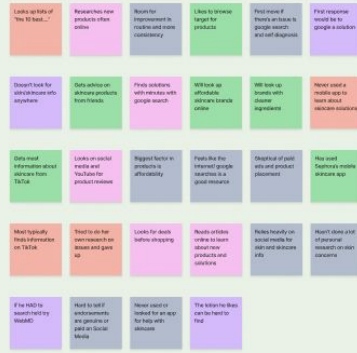 Looks up lists of
"the 10 best..."
Researches new
products often
online
Room for
improvement is
routine and more
consistency
Likes to browse
target for
products
First move if
there's an issue is
google search
and self diagnosis
First response
would be to
google a solution
Doesn't look for
skin/skincare info
anywhere
Gets advice on
skincare products
from friends
Finds solutions
with minutes with
google search
Will look up
affordable
skincare brands
online
Will look up
brands with
cleaner
ingredients
Never used a
mobile app to
learn about
skincare solutions
Gets most
information about
skincare from
TikTok
Looks on social
media and
YouTube for
product reviews
Biggest factor in
products is
affordability
Feels like the
internet/ google
searches is a
good resource
Skeptical of paid
ads and product
placement
Has used
Sephora's mobile
skincare app
Most typically
finds information
on TikTok
Tried to do her
own research on
issues and gave
up
Looks for deals
before shopping
Reads articles
online to learn
about new
products and
solutions
Relies heavily on
social media for
skin and skincare
info
Hasn't done a lot
of personal
research on skin
concerns
If he HAD to
search he'd try
WebMD
Hard to tell if
endorsements
are genuine or
paid on Social
Media
Never used or
looked for an app
for help with
skincare
The lotion he likes
can be hard to
find